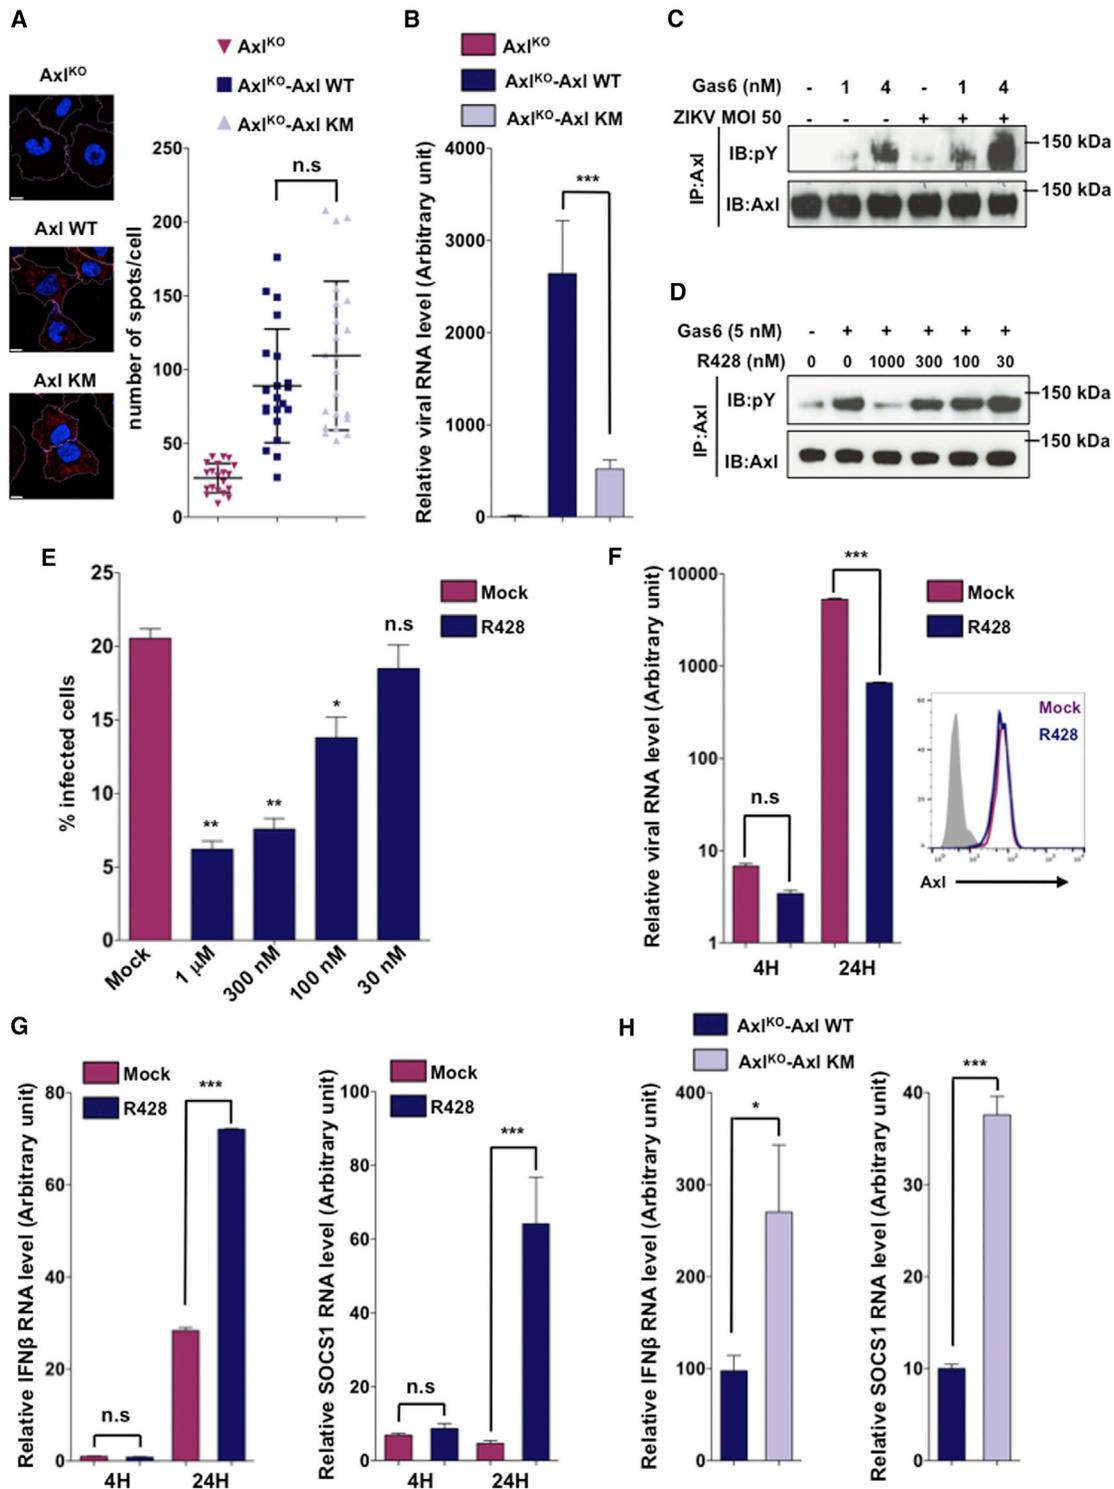 A
Axl^KO
Axl WT
Axl KM
Axl^KO
Axl^KO-Axl WT
Axl^KO-Axl KM
number of spots/cell
250
200
150
100
50
0
n.s
B
Axl^KO
Axl^KO-Axl WT
Axl^KO-Axl KM
Relative viral RNA level (Arbitrary unit)
4000
3000
2000
1000
0
***
C
Gas6 (nM) - 1 4 - 1 4
ZIKV MOI 50 - - - + + +
IP:Axl
IB:pY
150 kDa
IB:Axl
150 kDa
D
Gas6 (5 nM) - + + + + +
R428 (nM) 0 0 1000 300 100 30
IP:Axl
IB:pY
150 kDa
IB:Axl
150 kDa
E
% infected cells
25
20
15
10
5
0
**
**
*
n.s
Mock
R428
Mock
1 µM
300 nM
100 nM
30 nM
F
Relative viral RNA level (Arbitrary unit)
10000
1000
100
10
1
n.s
***
4H
24H
Mock
R428
60
40
20
0
Mock
R428
Axl
G
Mock
R428
Relative IFNβ RNA level (Arbitrary unit)
80
60
40
20
0
n.s
***
4H
24H
Mock
R428
Relative SOCS1 RNA level (Arbitrary unit)
100
80
60
40
20
0
n.s
***
4H
24H
H
Axl^KO-Axl WT
Axl^KO-Axl KM
Relative IFNβ RNA level (Arbitrary unit)
400
300
200
100
0
*
Relative SOCS1 RNA level (Arbitrary unit)
40
30
20
10
0
***